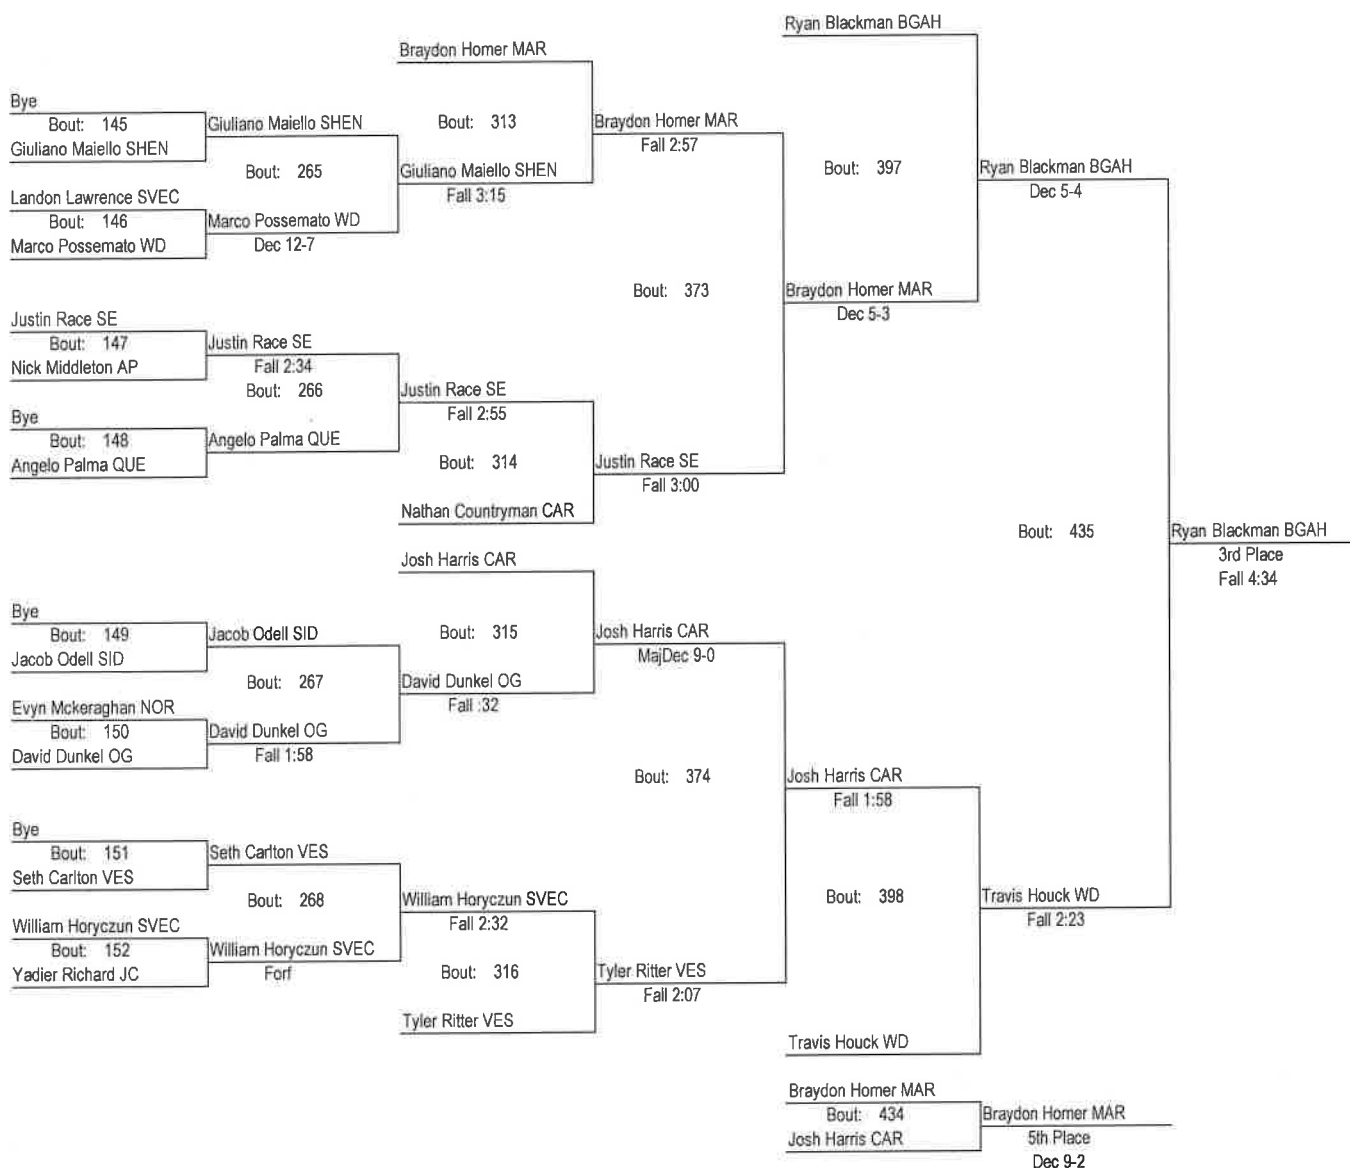 Ryan Blackman BGAH
Braydon Homer MAR
Bye
Bout: 145
Giuliano Maiello SHEN
Giuliano Maiello SHEN
Bout: 265
Landon Lawrence SVEC
Bout: 146
Marco Possemato WD
Marco Possemato WD
Dec 12-7
Bout: 313
Giuliano Maiello SHEN
Fall 3:15
Braydon Homer MAR
Fall 2:57
Bout: 397
Ryan Blackman BGAH
Dec 5-4
Bout: 373
Braydon Homer MAR
Dec 5-3
Justin Race SE
Bout: 147
Nick Middleton AP
Justin Race SE
Fall 2:34
Bout: 266
Bye
Bout: 148
Angelo Palma QUE
Angelo Palma QUE
Justin Race SE
Fall 2:55
Bout: 314
Nathan Countryman CAR
Justin Race SE
Fall 3:00
Bout: 435
Ryan Blackman BGAH
3rd Place
Fall 4:34
Josh Harris CAR
Bye
Bout: 149
Jacob Odell SID
Jacob Odell SID
Bout: 267
Evyn Mckeraghan NOR
Bout: 150
David Dunkel OG
David Dunkel OG
Fall 1:58
Bout: 315
David Dunkel OG
Fall :32
Josh Harris CAR
MajDec 9-0
Bout: 374
Josh Harris CAR
Fall 1:58
Bye
Bout: 151
Seth Carlton VES
Seth Carlton VES
Bout: 268
William Horyczun SVEC
Bout: 152
Yadier Richard JC
William Horyczun SVEC
Forf
William Horyczun SVEC
Fall 2:32
Bout: 316
Tyler Ritter VES
Tyler Ritter VES
Fall 2:07
Bout: 398
Travis Houck WD
Fall 2:23
Travis Houck WD
Braydon Homer MAR
Bout: 434
Josh Harris CAR
Braydon Homer MAR
5th Place
Dec 9-2